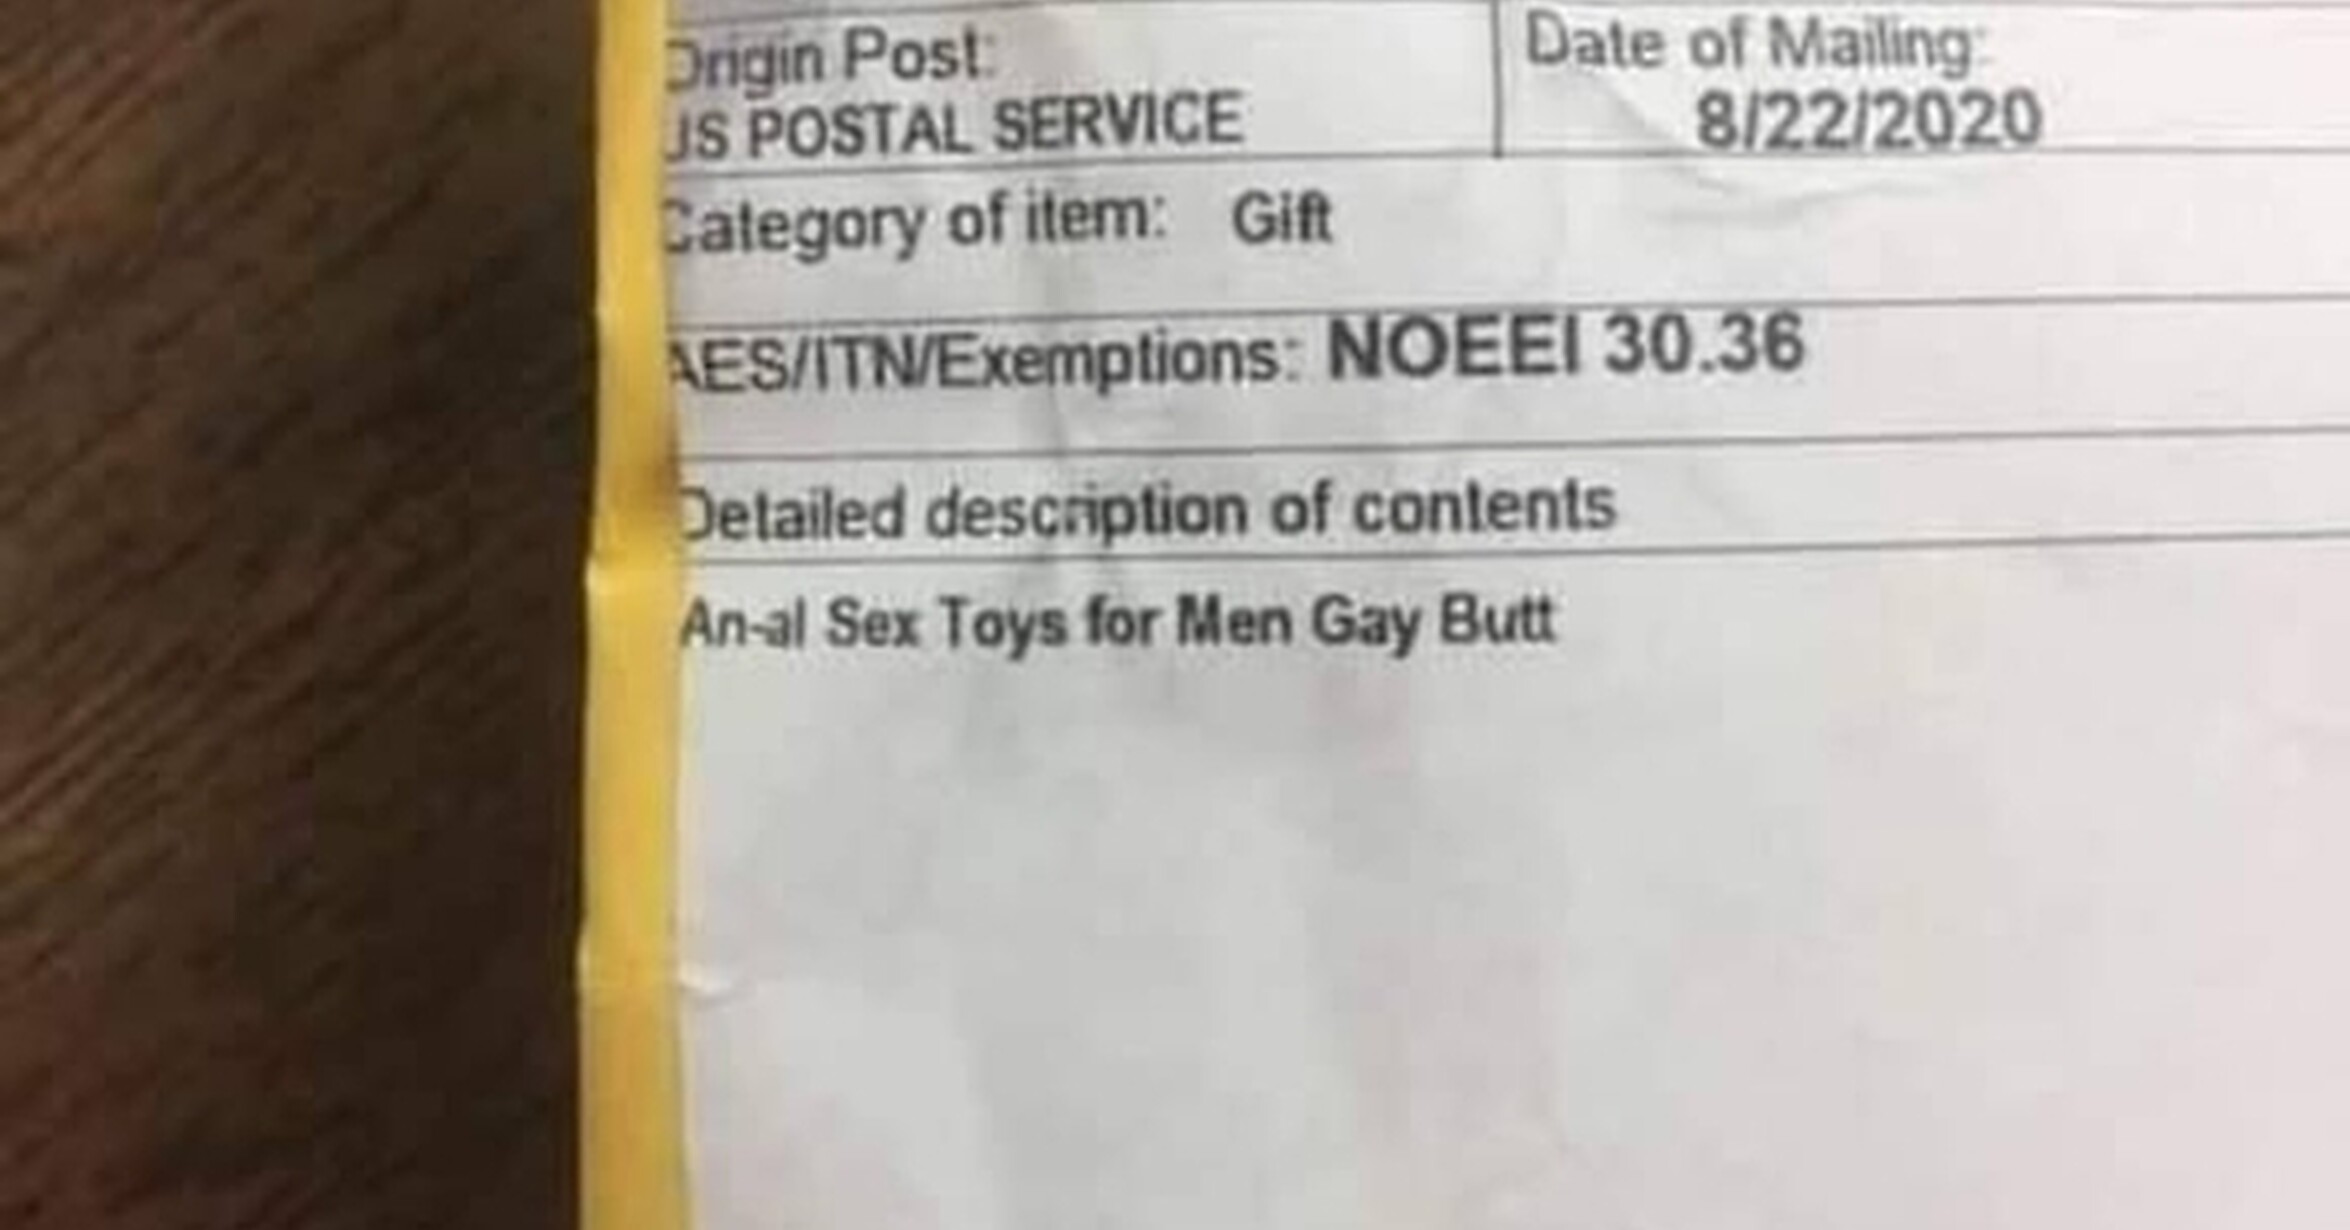 Origin Post:
US POSTAL SERVICE
Date of Mailing:
8/22/2020
Category of item: Gift
AES/ITN/Exemptions: NOEEI 30.36
Detailed description of contents
An-al Sex Toys for Men Gay Butt